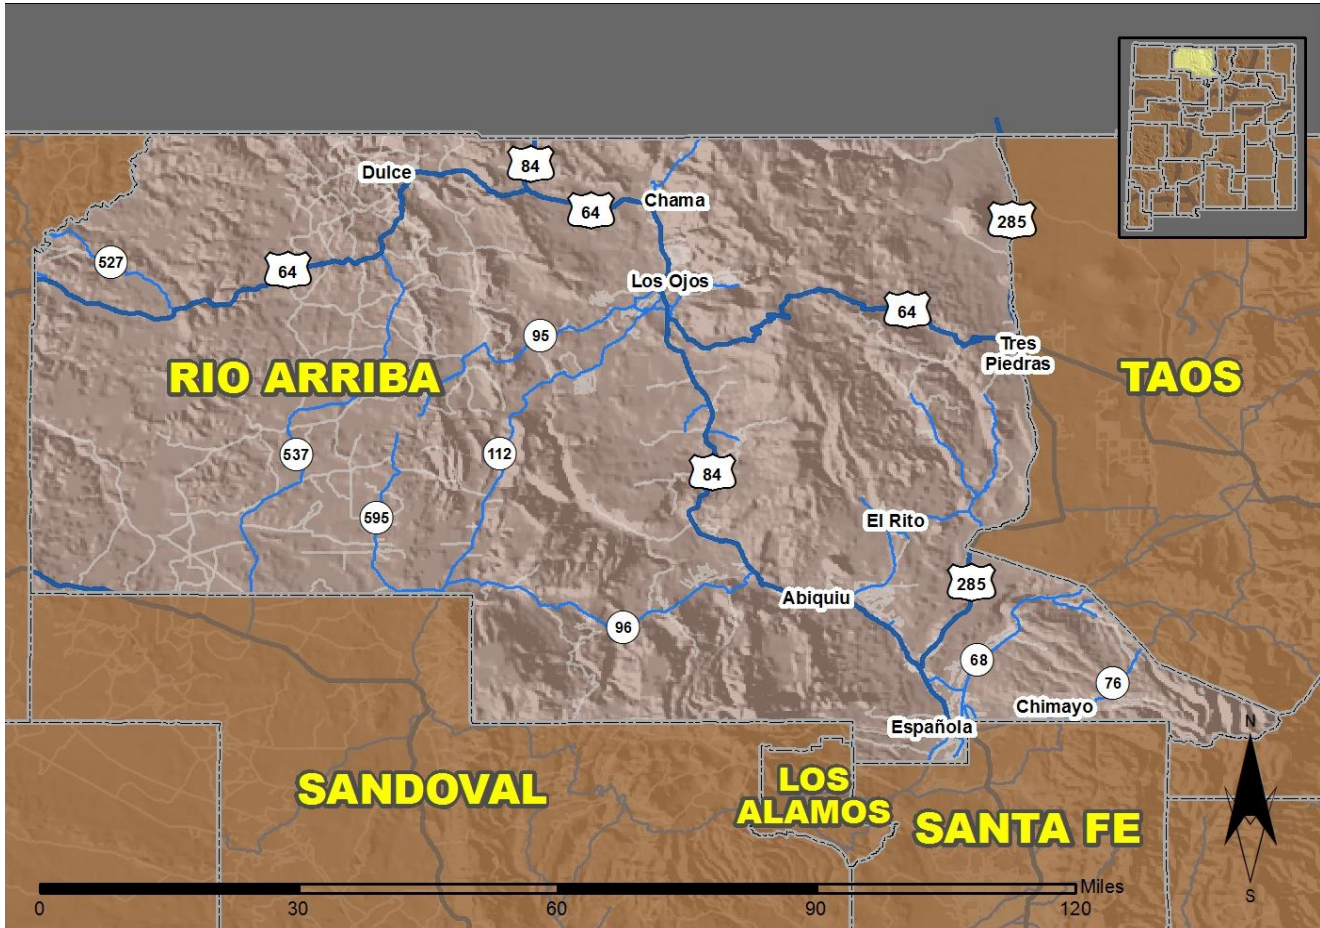 84
Dulce
64
Chama
285
527
64
Los Ojos
64
95
Tres
Piedras
RIO ARRIBA
TAOS
537
112
84
595
El Rito
285
Abiquiu
96
68
76
Chimayo
Española
N
SANDOVAL
LOS
ALAMOS
SANTA FE
S
Miles
0 30 60 90 120